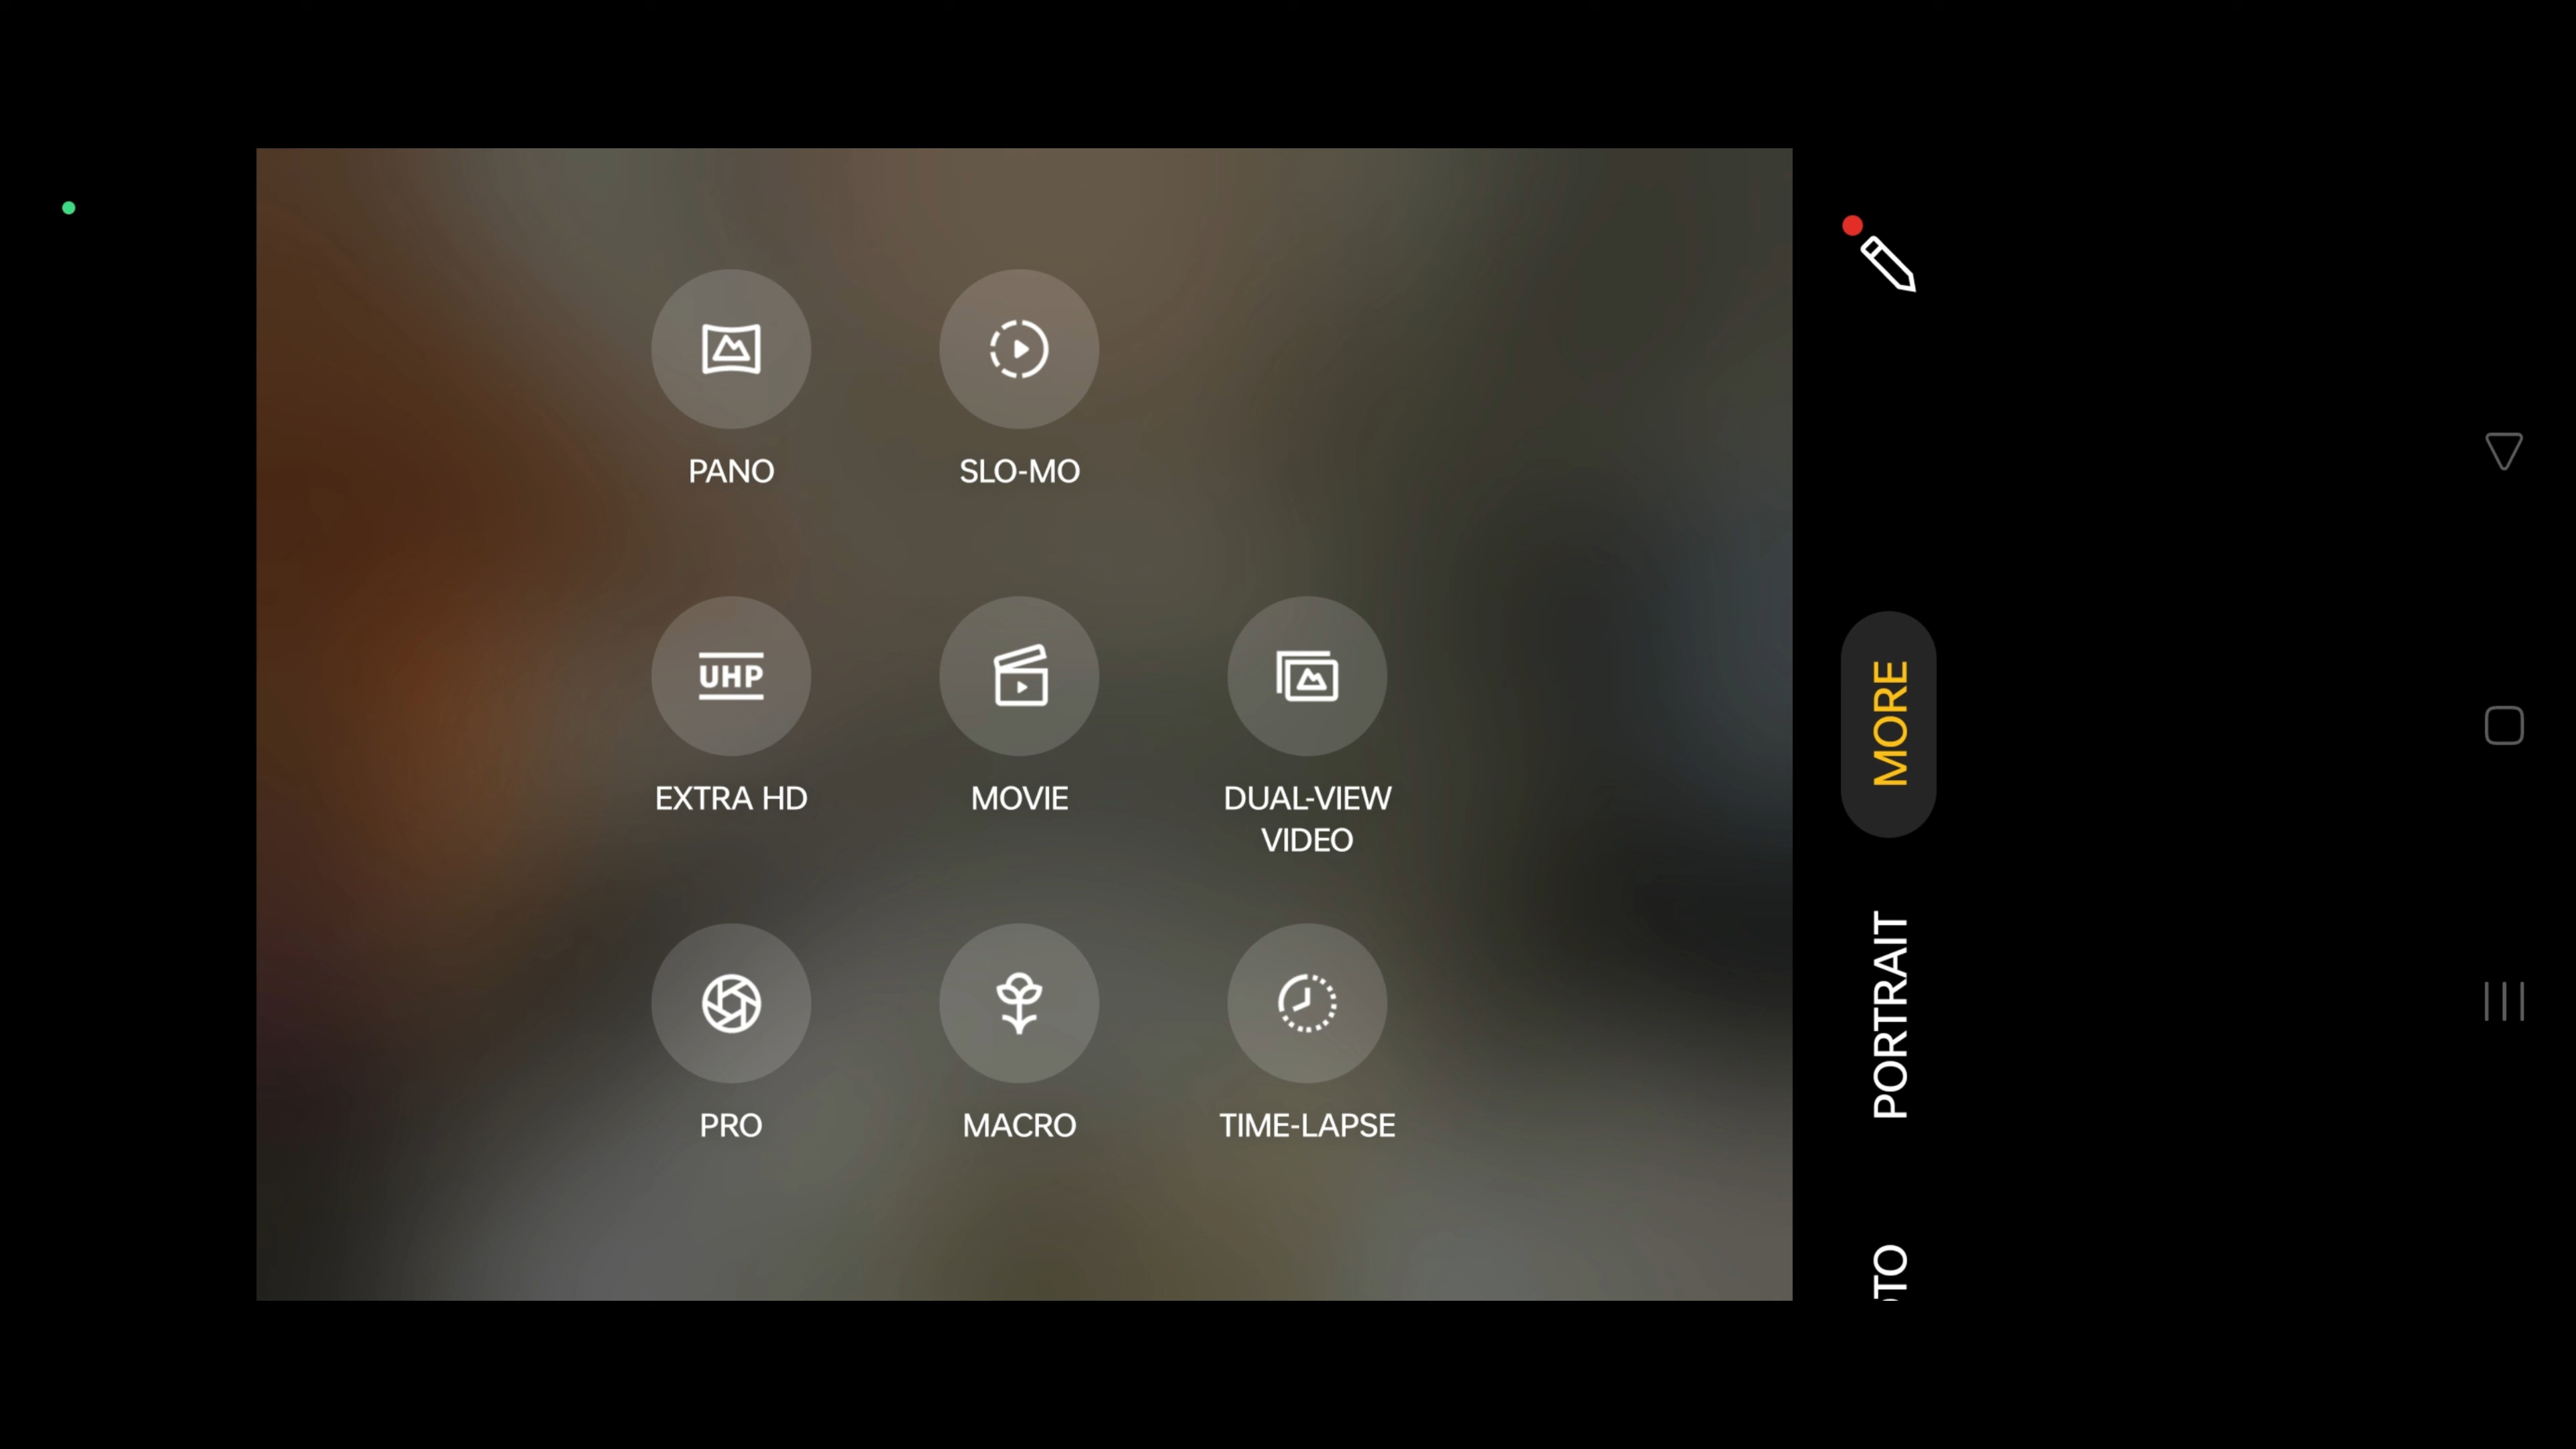 PANO
SLO-MO
UHP
EXTRA HD
MOVIE
DUAL-VIEW
VIDEO
PRO
MACRO
TIME-LAPSE
MORE
PORTRAIT